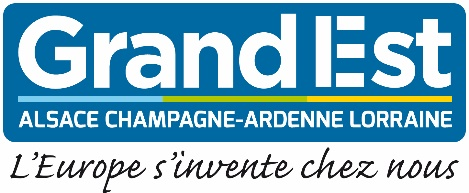 Grand Est
ALSACE CHAMPAGNE-ARDENNE LORRAINE
L'Europe s'invente chez nous